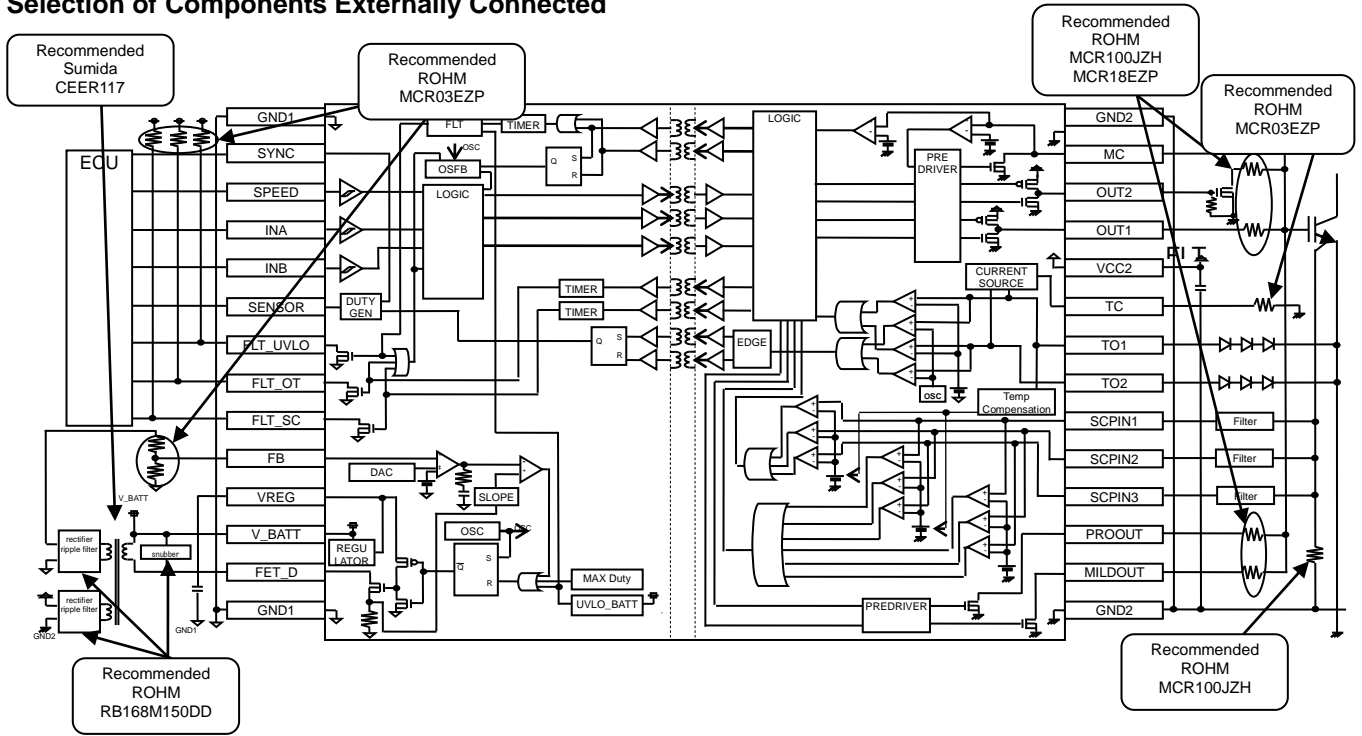 Selection of Components Externally Connected
Recommended
Sumida
CEER117
Recommended
ROHM
MCR03EZP
Recommended
ROHM
MCR100JZH
MCR18EZP
Recommended
ROHM
MCR03EZP
ECU
GND1
SYNC
SPEED
INA
INB
SENSOR
FLT_UVLO
FLT_OT
FLT_SC
FB
VREG
V_BATT
FET_D
GND1
V_BATT
rectifier
ripple filter
snubber
rectifier
ripple filter
GND2
GND1
Recommended
ROHM
RB168M150DD
FLT
TIMER
OSC
OSFB
Q
S
R
LOGIC
DUTY
GEN
TIMER
TIMER
Q
S
R
DAC
SLOPE
OSC
OSC
REGU
LATOR
Q
S
R
MAX Duty
UVLO_BATT
LOGIC
PRE
DRIVER
CURRENT
SOURCE
EDGE
OSC
Temp
Compensation
PREDRIVER
GND2
MC
OUT2
OUT1
VCC2
TC
TO1
TO2
SCPIN1
SCPIN2
SCPIN3
PROOUT
MILDOUT
GND2
Filter
Filter
Filter
Recommended
ROHM
MCR100JZH